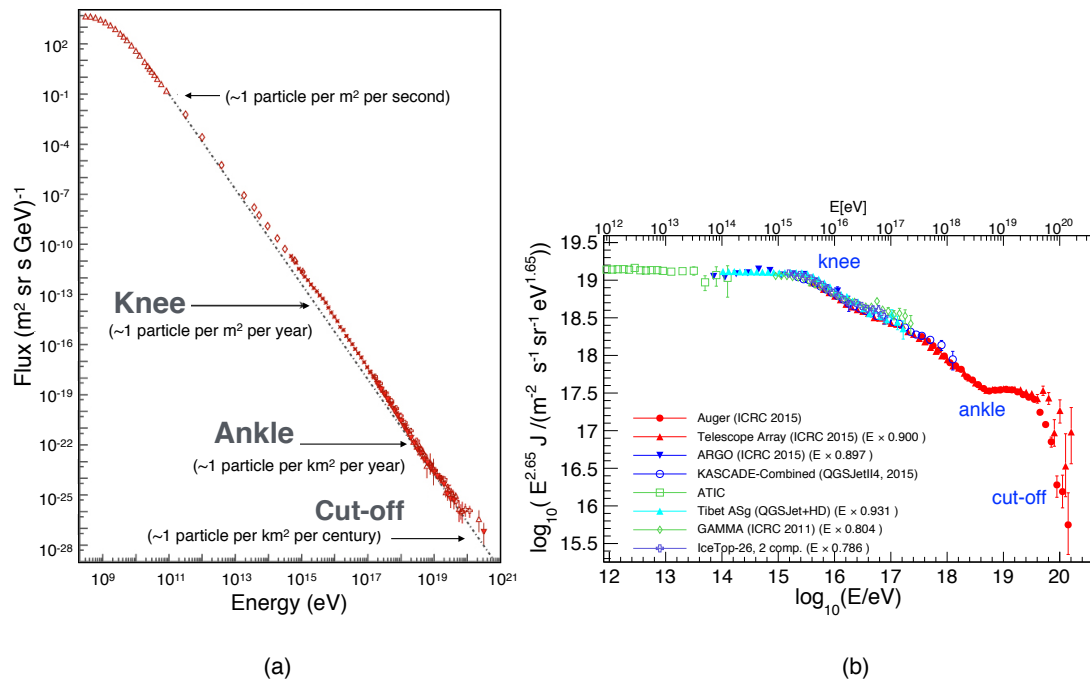 Flux (m² sr s GeV)⁻¹
10²
10⁻¹
10⁻⁴
10⁻⁷
10⁻¹⁰
10⁻¹³
10⁻¹⁶
10⁻¹⁹
10⁻²²
10⁻²⁵
10⁻²⁸
(~1 particle per m² per second)
Knee
(~1 particle per m² per year)
Ankle
(~1 particle per km² per year)
Cut-off
(~1 particle per km² per century)
10⁹ 10¹¹ 10¹³ 10¹⁵ 10¹⁷ 10¹⁹ 10²¹
Energy (eV)
(a)
E[eV]
10¹² 10¹³ 10¹⁴ 10¹⁵ 10¹⁶ 10¹⁷ 10¹⁸ 10¹⁹ 10²⁰
log₁₀( E²·⁶⁵ J /(m⁻² s⁻¹ sr⁻¹ eV¹·⁶⁵))
19.5
19
18.5
18
17.5
17
16.5
16
15.5
knee
ankle
cut-off
Auger (ICRC 2015)
Telescope Array (ICRC 2015) (E × 0.900 )
ARGO (ICRC 2015) (E × 0.897 )
KASCADE-Combined (QGSJetII4, 2015)
ATIC
Tibet ASg (QGSJet+HD) (E × 0.931 )
GAMMA (ICRC 2011) (E × 0.804 )
IceTop-26, 2 comp. (E × 0.786 )
12 13 14 15 16 17 18 19 20
log₁₀(E/eV)
(b)